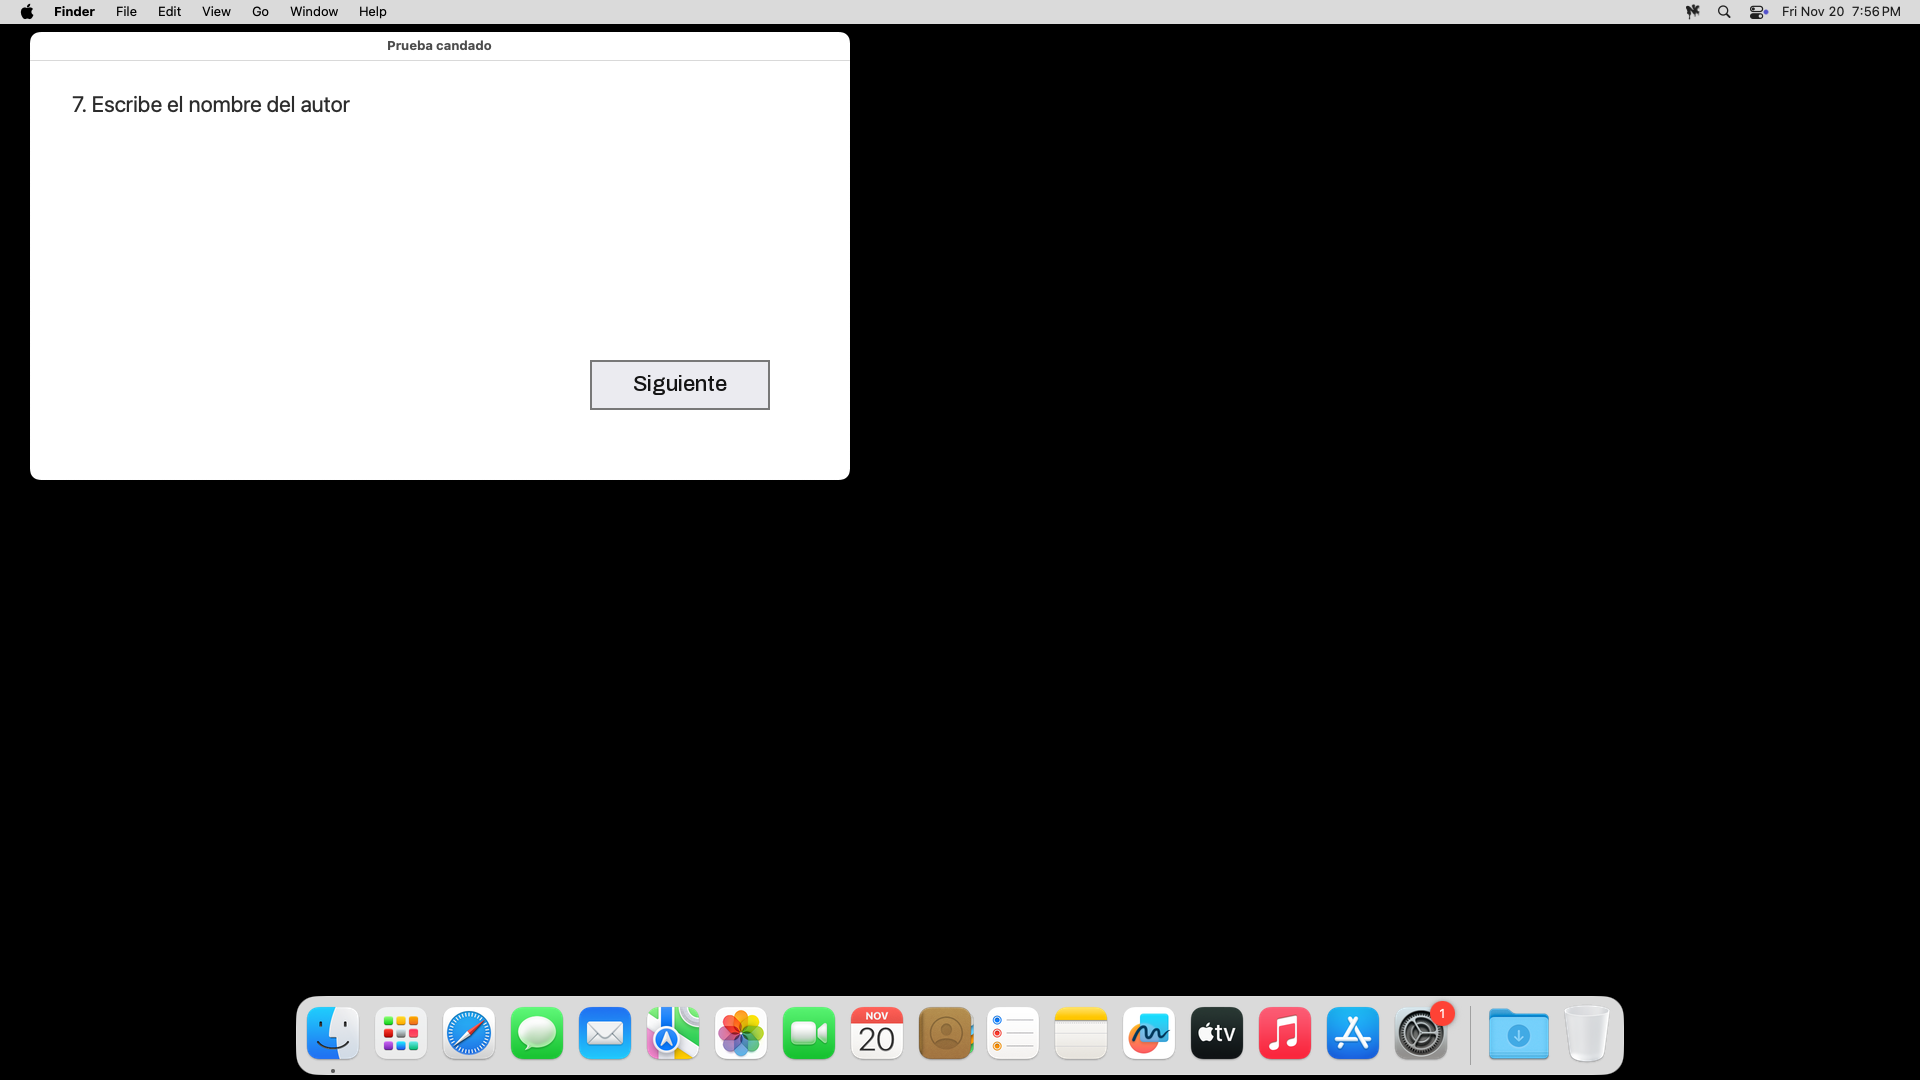 Finder File Edit View Go Window Help Fri Nov 20 7:56 PM
Prueba candado
7. Escribe el nombre del autor
Siguiente
NOV
20
tv
1